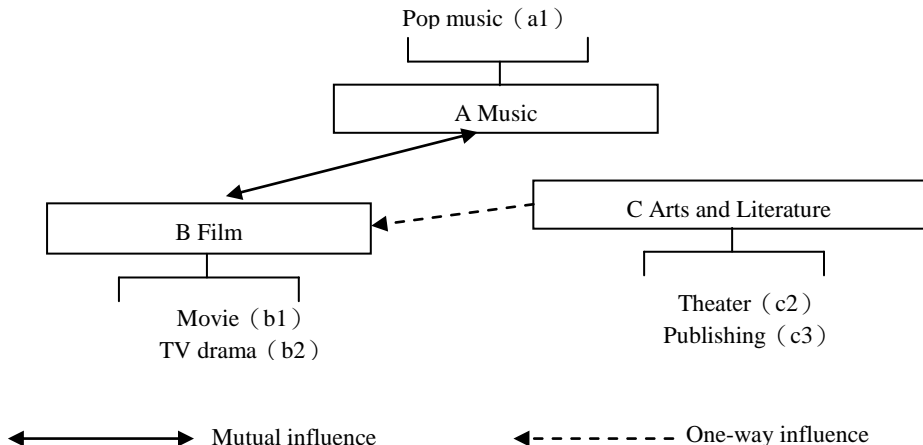 Pop music（a1）
A Music
C Arts and Literature
B Film
Theater（c2）
Publishing（c3）
Movie（b1）
TV drama（b2）
Mutual influence
One-way influence